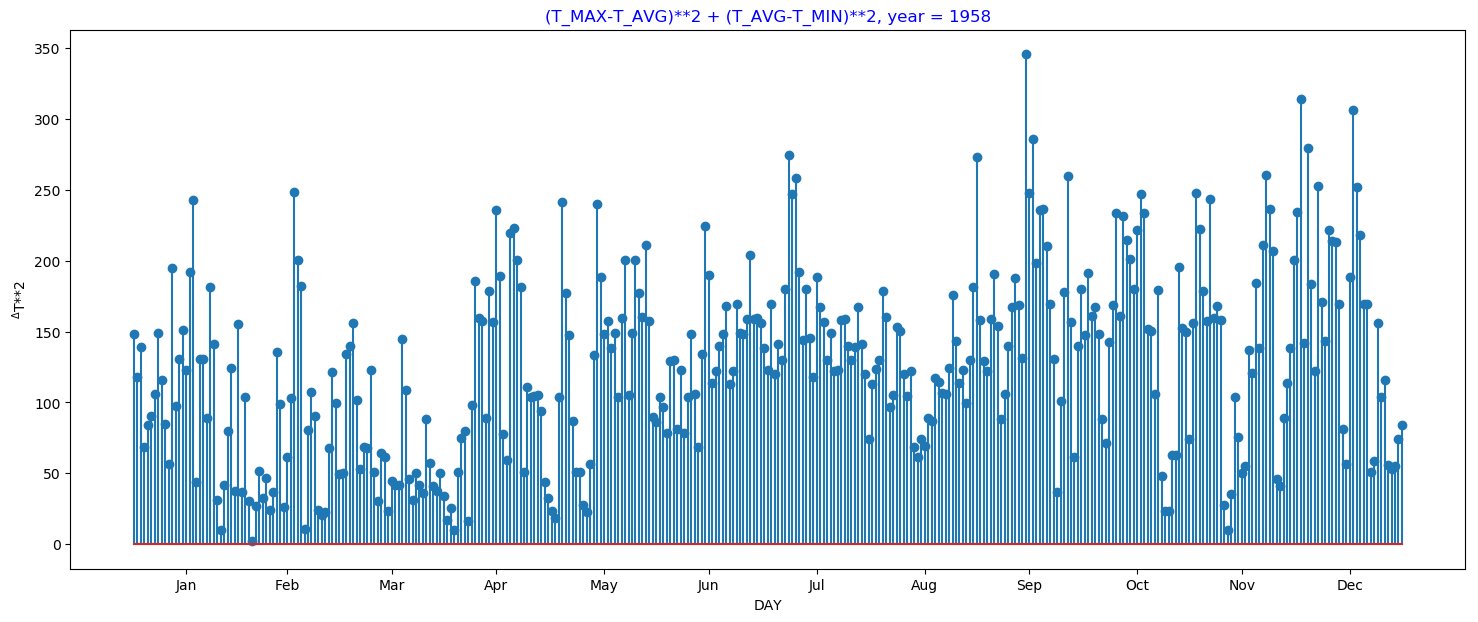 (T_MAX-T_AVG)**2 + (T_AVG-T_MIN)**2, year = 1958
350
300
250
200
150
100
50
0
ΔT**2
Jan Feb Mar Apr May Jun Jul Aug Sep Oct Nov Dec
DAY